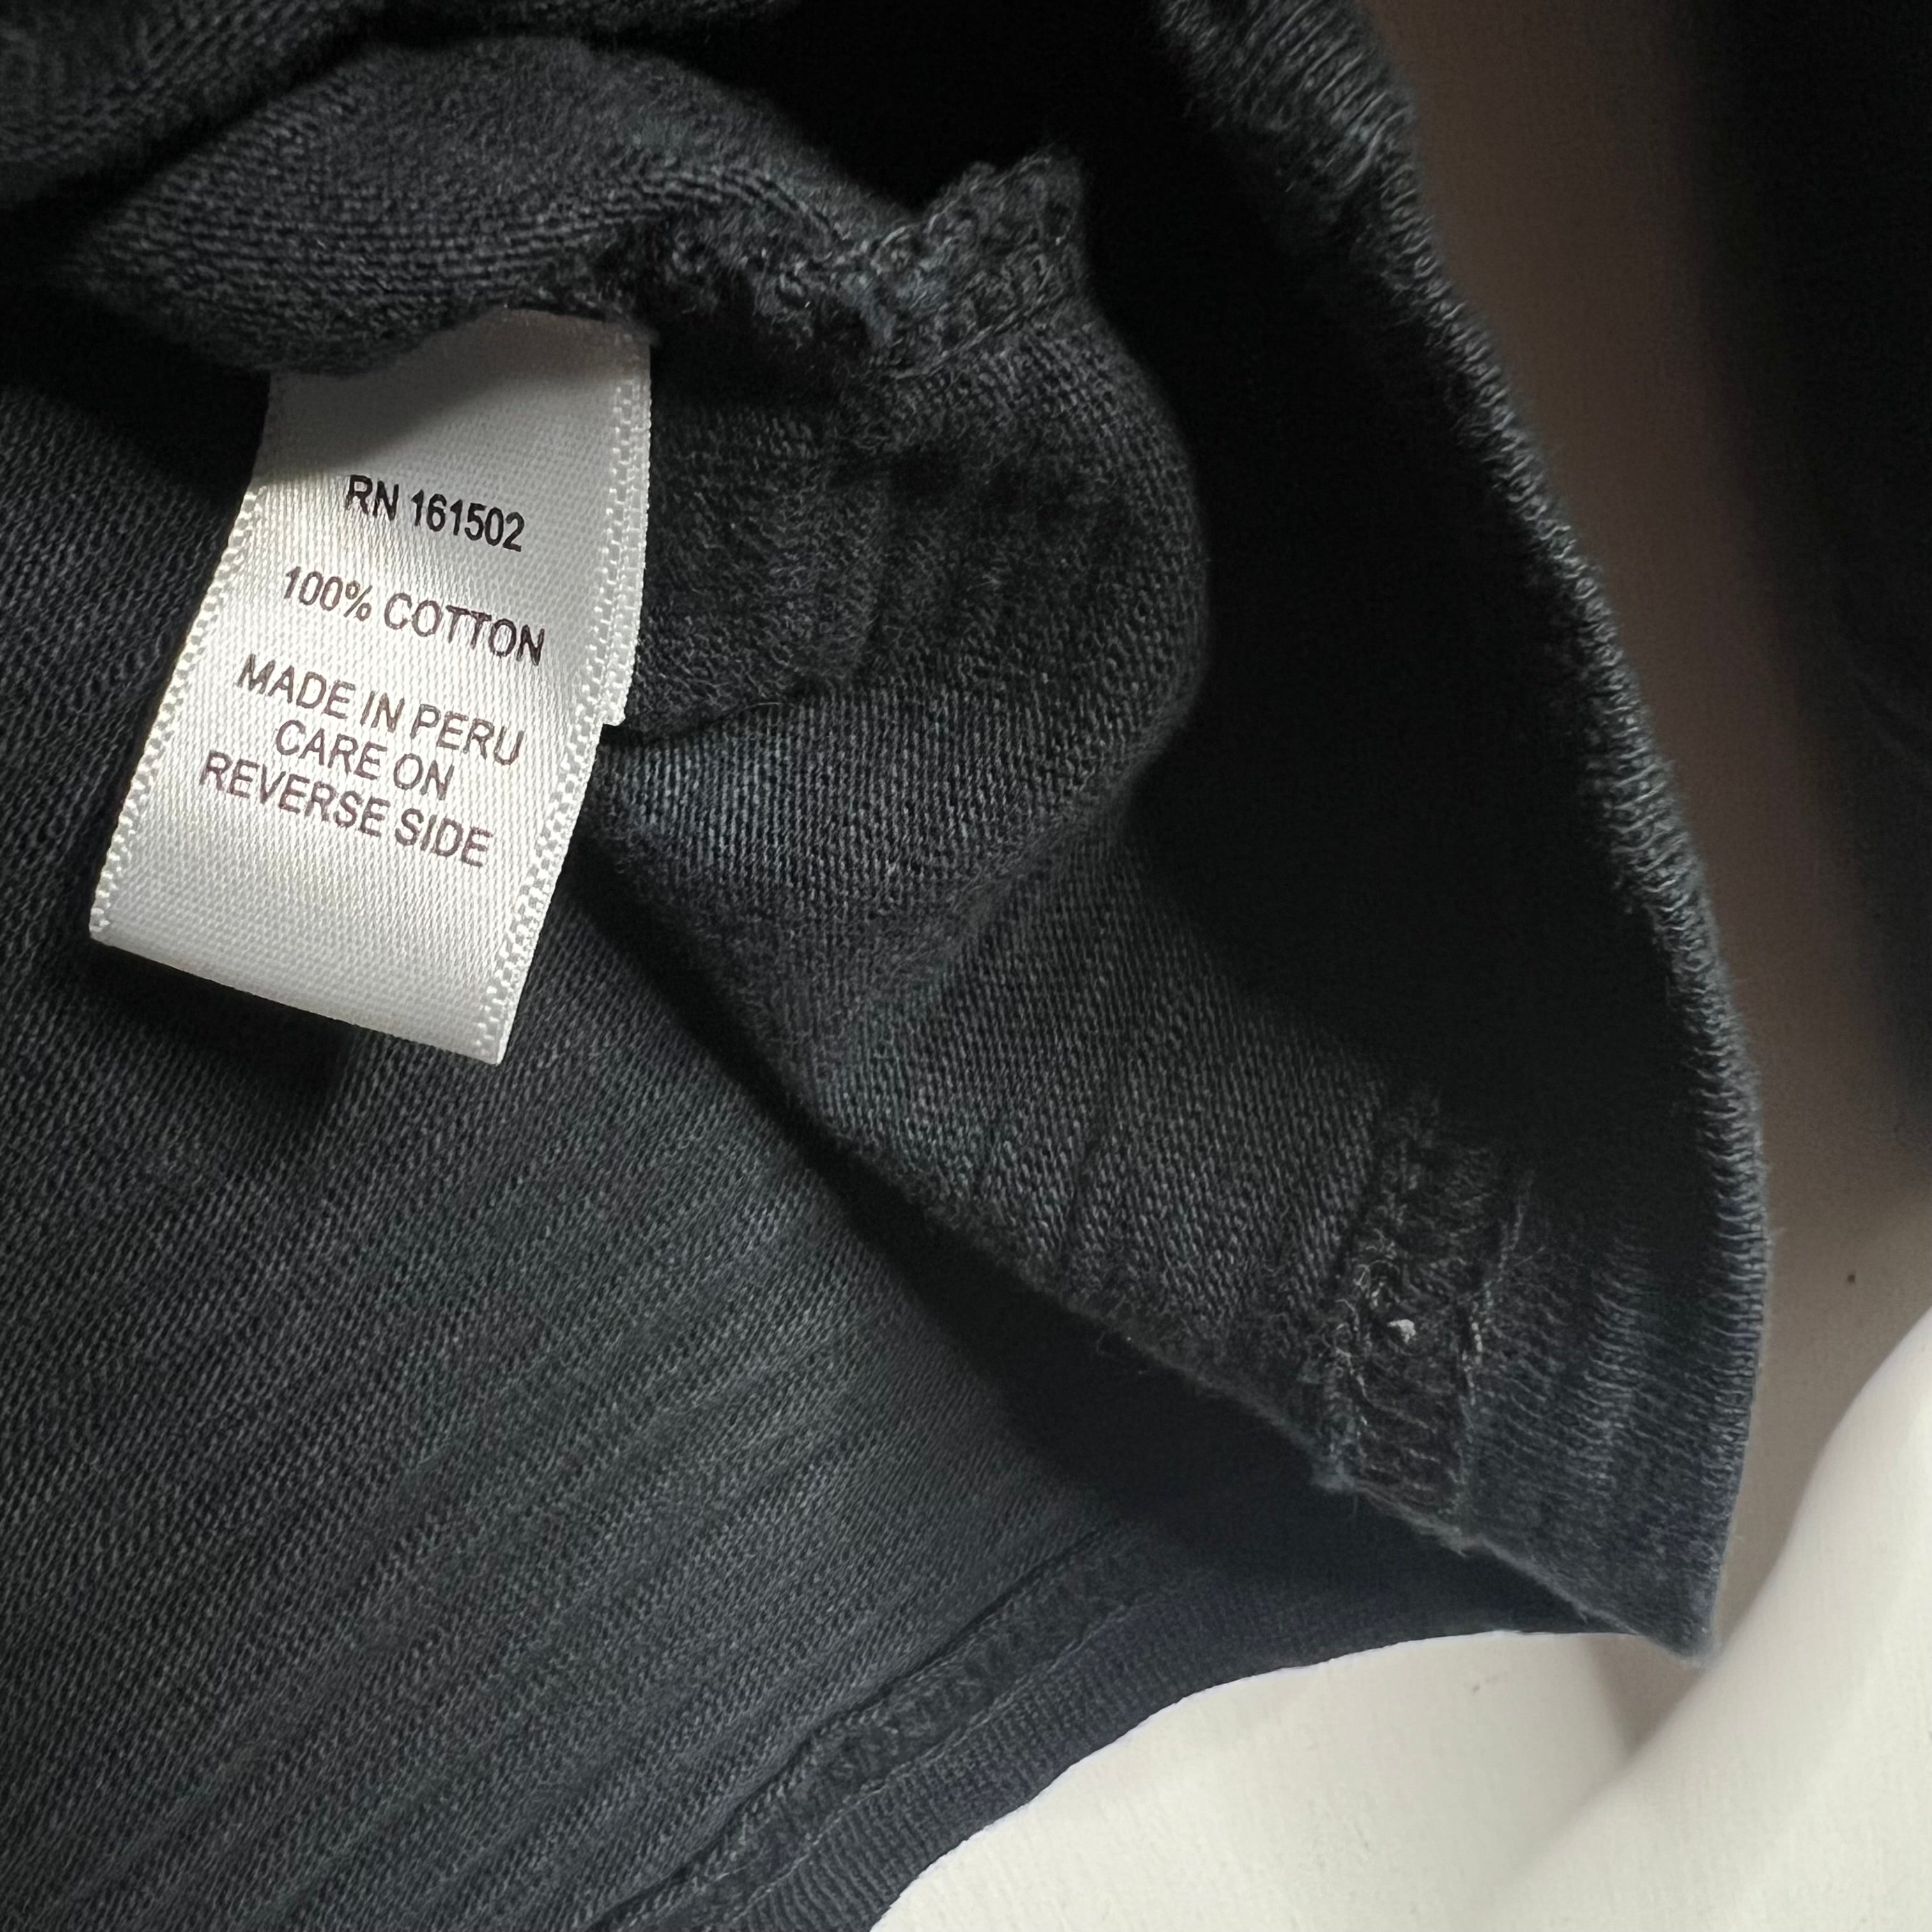 RN 161502
100% COTTON
MADE IN PERU
CARE ON
REVERSE SIDE